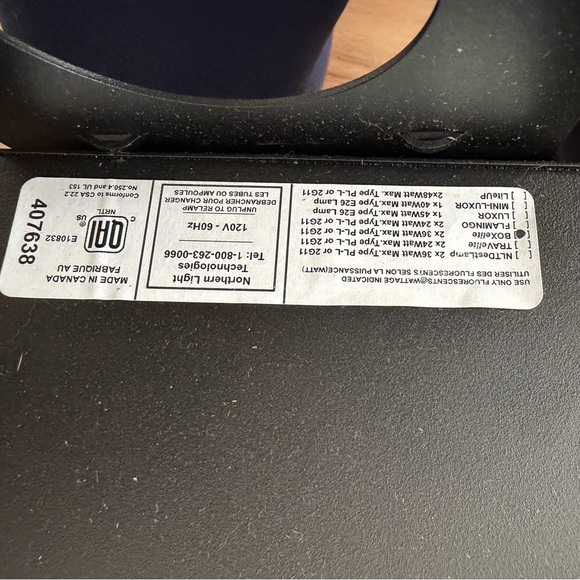 USE ONLY FLUORESCENTS@WATTAGE INDICATED
UTILISER DES FLUORESCENTS SELON LA PUISSANCE(WATT)
[ ] NLTDestLamp 2x 36Watt Max. Type PL-L or 2G11
[ ] TRAVelite 2x 24Watt Max. Type PL-L or 2G11
[ ] BOXelite 2x 36Watt Max. Type PL-L or 2G11
[ ] FLAMINGO 2x 24Watt Max. Type PL-L or 2G11
[ ] LUXOR 1x 45Watt Max. Type E26 Lamp
[ ] MINI-LUXOR 1x 40Watt Max. Type E26 Lamp
[ ] LiteUP 2x48Watt Max. Type PL-L or 2G11
Northern Light
Technologies
Tel: 1-800-263-0066
120V - 60Hz
UNPLUG TO RELAMP
DEBRANCHER POUR CHANGER
LES TUBES OU AMPOULES
MADE IN CANADA
FABRIQUE AU
E10832
QAI
C US
NRTL
Conforms to CSA 22.2
No.250.4 and UL 153
407638